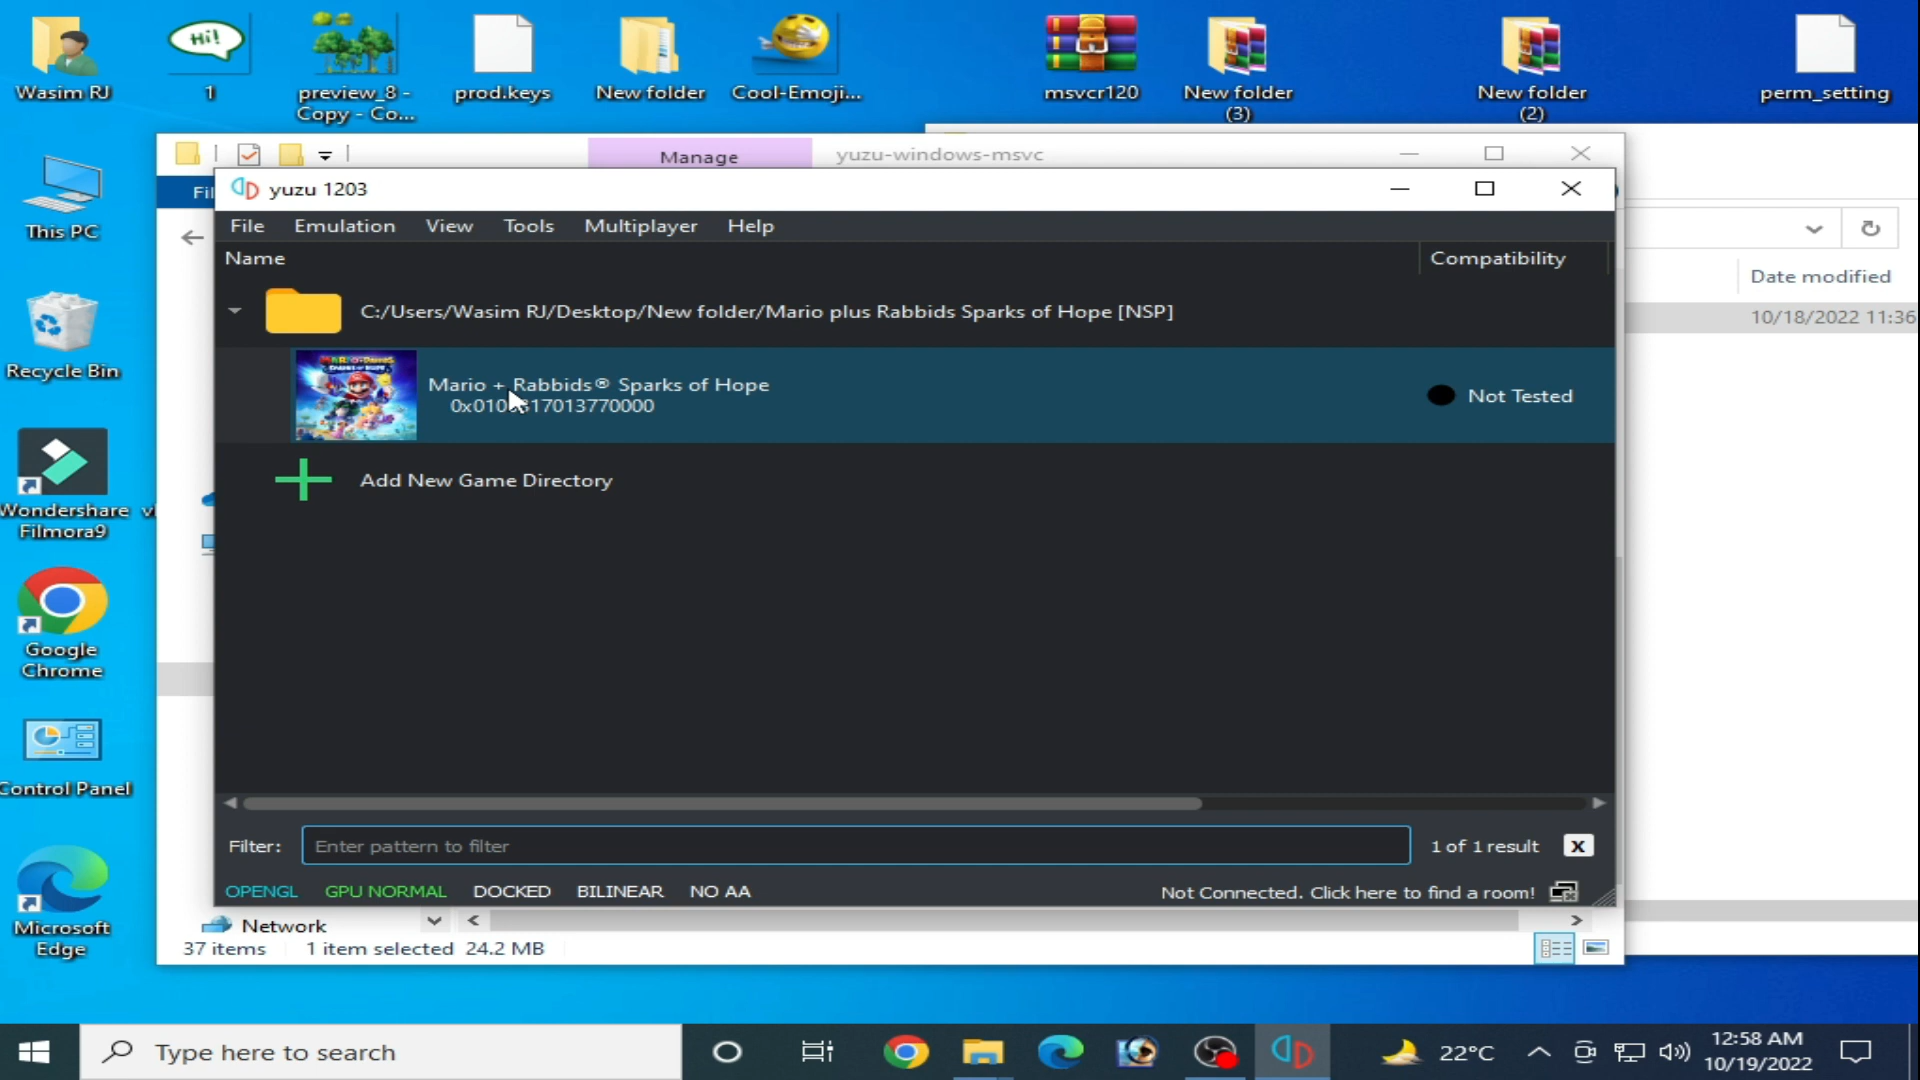 Wasim RJ
1
preview_8 -
Copy - Co...
prod.keys
New folder
Cool-Emoji...
msvcr120
New folder
(3)
New folder
(2)
perm_setting
Hi!
This PC
Recycle Bin
Wondershare
Filmora9
Google
Chrome
Control Panel
Microsoft
Edge
Manage
yuzu-windows-msvc
yuzu 1203
File Emulation View Tools Multiplayer Help
Name
Compatibility
C:/Users/Wasim RJ/Desktop/New folder/Mario plus Rabbids Sparks of Hope [NSP]
Mario + Rabbids® Sparks of Hope
Not Tested
Add New Game Directory
Filter:
Enter pattern to filter
1 of 1 result
X
OPENGL GPU NORMAL DOCKED BILINEAR NO AA
Not Connected. Click here to find a room!
Network
37 items 1 item selected 24.2 MB
Date modified
10/18/2022 11:36
Type here to search
22°C
12:58 AM
10/19/2022